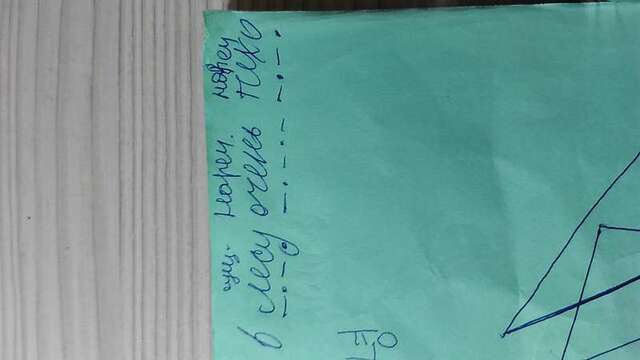 сущ. нареч. нареч
в лесу очень тихо